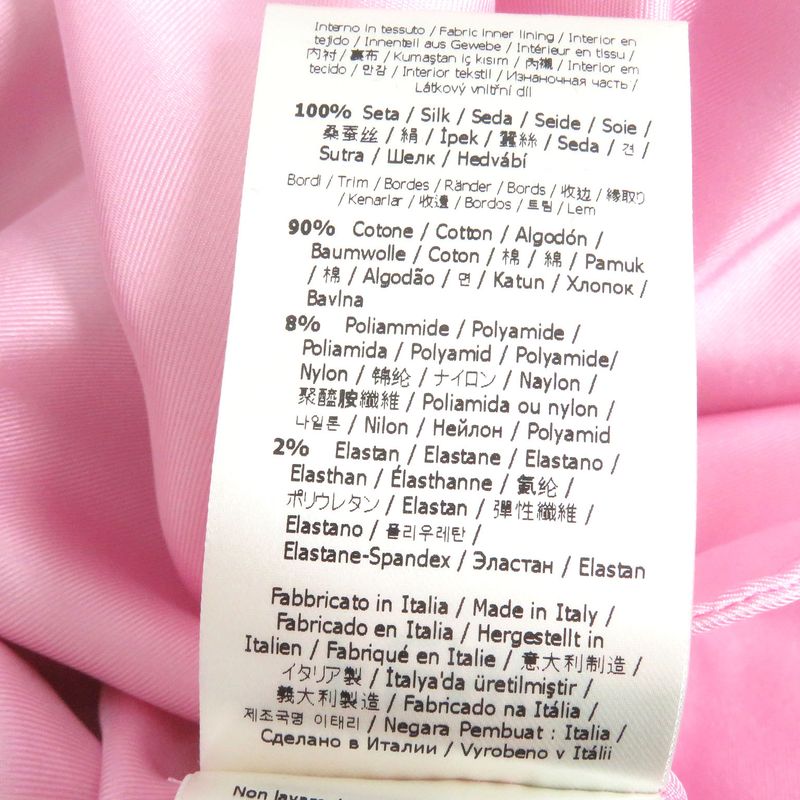 Interno in tessuto / Fabric inner lining / Interior en
tejido / Innenteil aus Gewebe / Intérieur en tissu /
内衬 / 裏布 / Kumaştan iç kısım / 內襯 / Interior em
tecido / 안감 / Interior tekstil / Изнаночная часть /
Látkový vnitřní díl
100% Seta / Silk / Seda / Seide / Soie /
桑蚕丝 / 絹 / İpek / 蠶絲 / Seda / 견 /
Sutra / Шелк / Hedvábí
Bordi / Trim / Bordes / Ränder / Bords / 收边 / 縁取り
/ Kenarlar / 收邊 / Bordos / 트림 / Lem
90% Cotone / Cotton / Algodón /
Baumwolle / Coton / 棉 / 綿 / Pamuk
/ 棉 / Algodão / 면 / Katun / Хлопок /
Bavlna
8% Poliammide / Polyamide /
Poliamida / Polyamid / Polyamide/
Nylon / 锦纶 / ナイロン / Naylon /
聚醯胺纖維 / Poliamida ou nylon /
나일론 / Nilon / Нейлон / Polyamid
2% Elastan / Elastane / Elastano /
Elasthan / Élasthanne / 氨纶 /
ポリウレタン / Elastan / 彈性纖維 /
Elastano / 폴리우레탄 /
Elastane-Spandex / Эластан / Elastan
Fabbricato in Italia / Made in Italy /
Fabricado en Italia / Hergestellt in
Italien / Fabriqué en Italie / 意大利制造 /
イタリア製 / İtalya'da üretilmiştir /
義大利製造 / Fabricado na Itália /
제조국명 이태리 / Negara Pembuat : Italia /
Сделано в Италии / Vyrobeno v Itálii
Non lavare